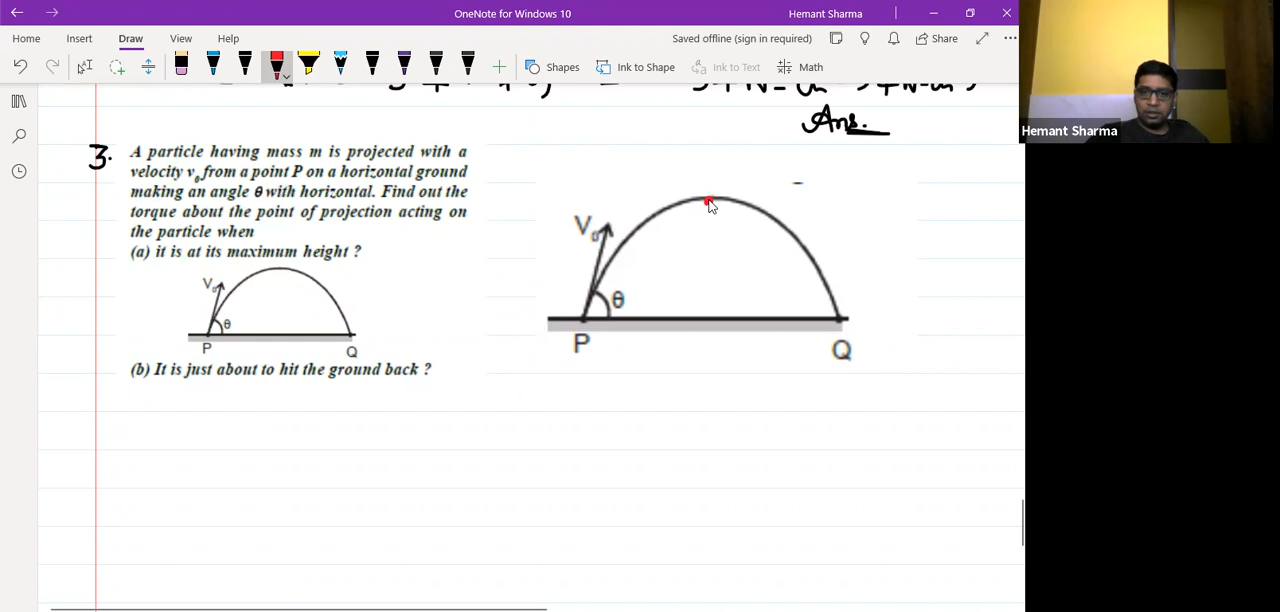 OneNote for Windows 10
Hemant Sharma
Home Insert Draw View Help
Saved offline (sign in required)
Share
Shapes
Ink to Shape
Ink to Text
Math
Ans.
Hemant Sharma
3.
A particle having mass m is projected with a
velocity v₀ from a point P on a horizontal ground
making an angle θ with horizontal. Find out the
torque about the point of projection acting on
the particle when
(a) it is at its maximum height ?
V₀
θ
P
Q
(b) It is just about to hit the ground back ?
V₀
θ
P
Q